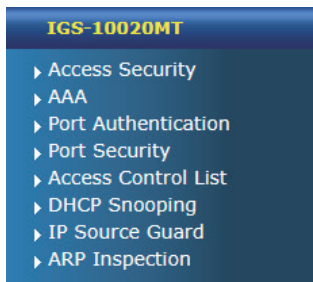 IGS-10020MT
Access Security
AAA
Port Authentication
Port Security
Access Control List
DHCP Snooping
IP Source Guard
ARP Inspection